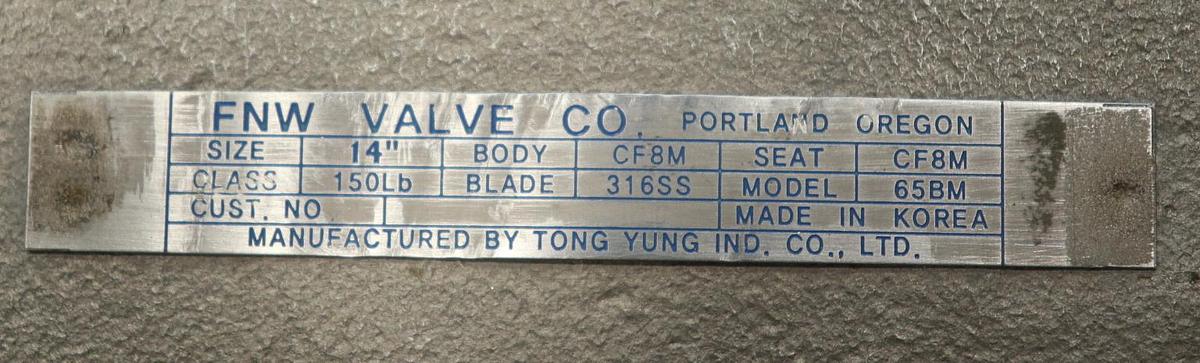 FNW VALVE CO. PORTLAND OREGON
SIZE 14" BODY CF8M SEAT CF8M
CLASS 150Lb BLADE 316SS MODEL 65BM
CUST. NO MADE IN KOREA
MANUFACTURED BY TONG YUNG IND. CO., LTD.